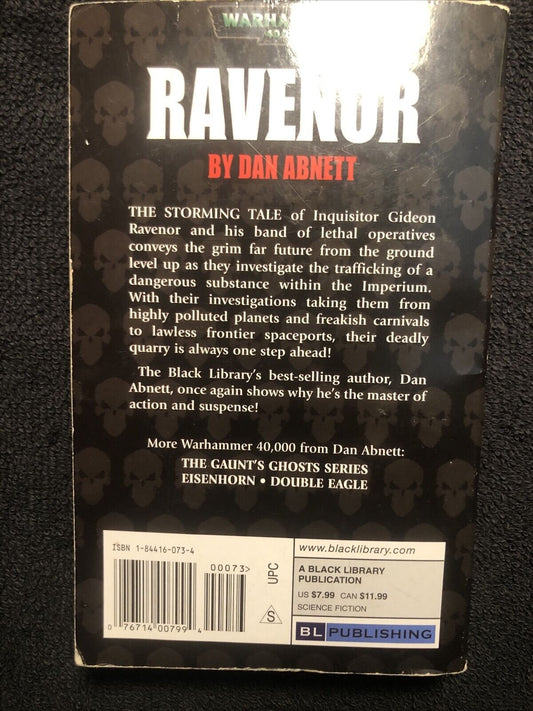 RAVENOR
BY DAN ABNETT
THE STORMING TALE of Inquisitor Gideon
Ravenor and his band of lethal operatives
conveys the grim far future from the ground
level up as they investigate the trafficking of a
dangerous substance within the Imperium.
With their investigations taking them from
highly polluted planets and freakish carnivals
to lawless frontier spaceports, their deadly
quarry is always one step ahead!
The Black Library's best-selling author, Dan
Abnett, once again shows why he's the master of
action and suspense!
More Warhammer 40,000 from Dan Abnett:
THE GAUNT'S GHOSTS SERIES
EISENHORN • DOUBLE EAGLE
ISBN 1-84416-073-4
00073>
UPC
S
0 76714 00799 4
www.blacklibrary.com
A BLACK LIBRARY
PUBLICATION
US $7.99 CAN $11.99
SCIENCE FICTION
BL PUBLISHING